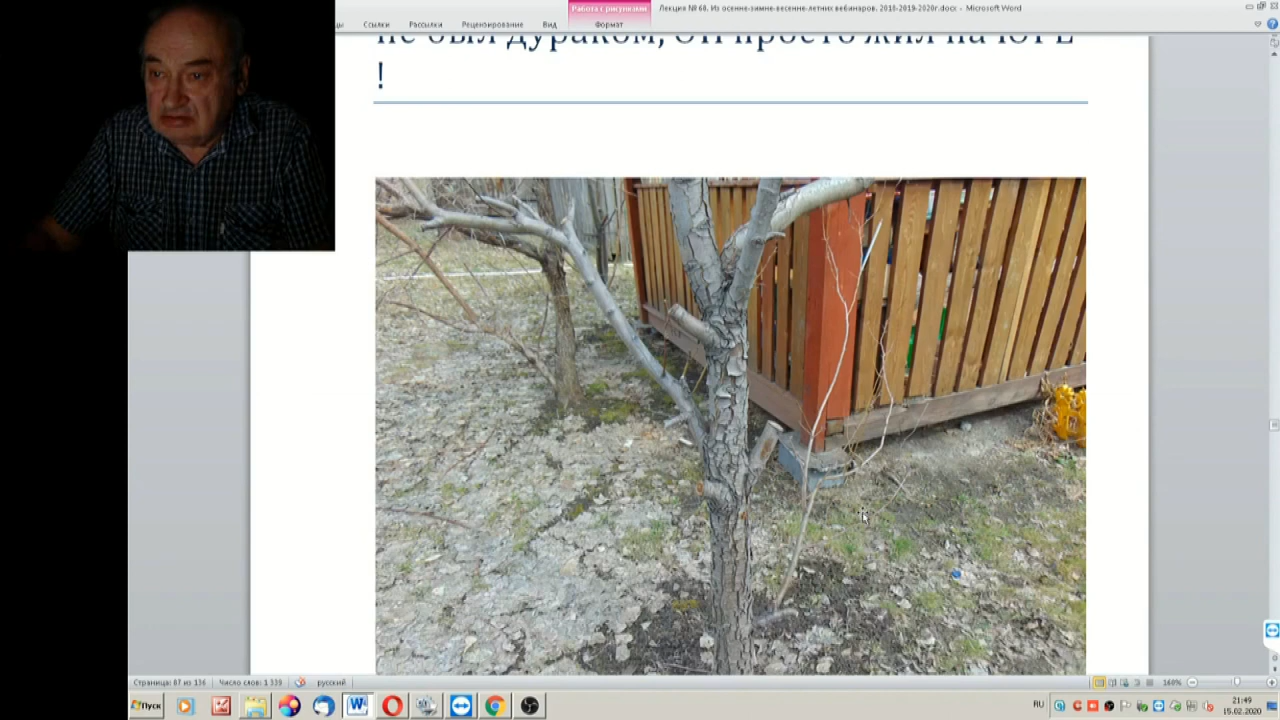 Работа с рисунками
Лекция № 68. Из осенне-зимне-весенне-летних вебинаров. 2018-2019-2020г.docx - Microsoft Word
Ссылки Рассылки Рецензирование Вид Формат
не был дураком, Он просто жил на ЮГЕ
!
Страница: 87 из 136 Число слов: 1 339 русский 160%
Пуск RU 21:49
15.02.2020